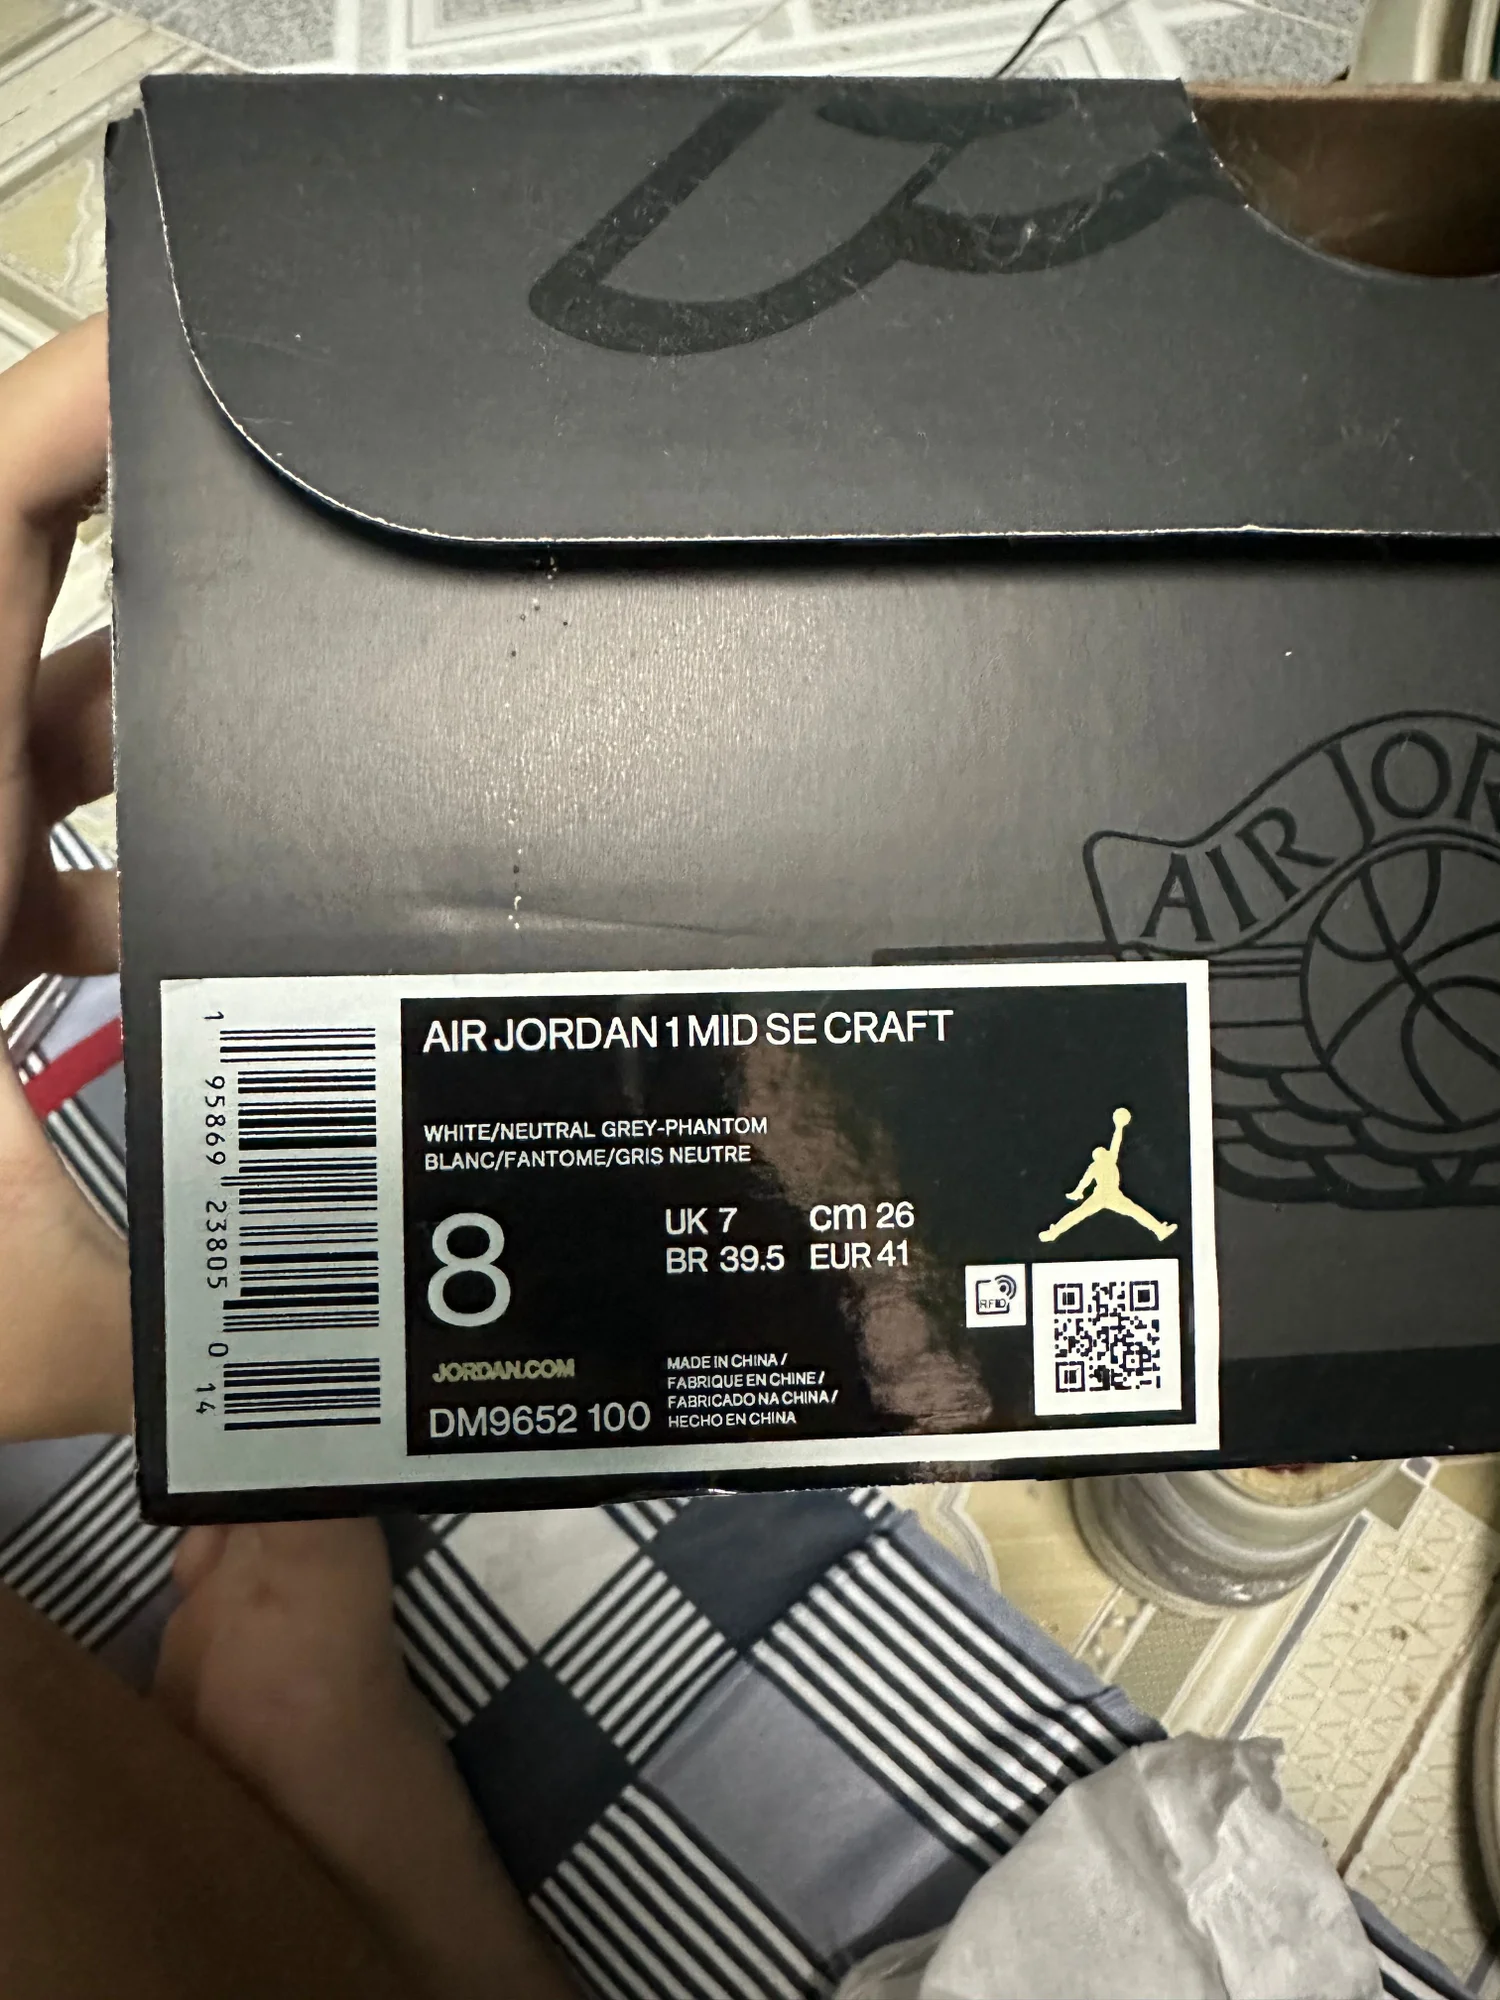 AIR JOR
AIR JORDAN 1 MID SE CRAFT
WHITE/NEUTRAL GREY-PHANTOM
BLANC/FANTOME/GRIS NEUTRE
8
UK 7 cm 26
BR 39.5 EUR 41
RFID
JORDAN.COM
DM9652 100
MADE IN CHINA /
FABRIQUE EN CHINE /
FABRICADO NA CHINA /
HECHO EN CHINA
1 95869 23805 0 14